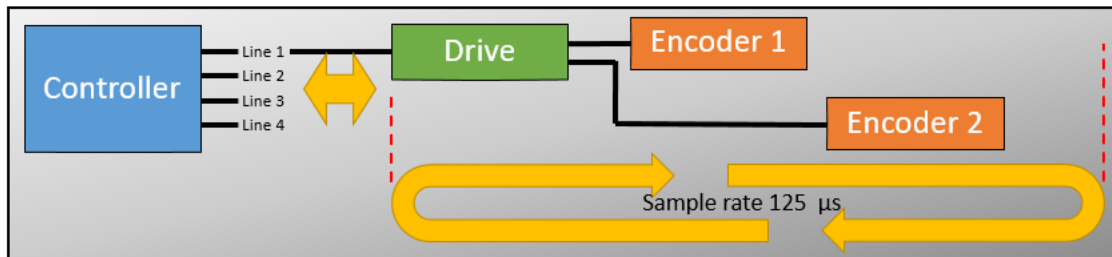 Controller
Line 1
Line 2
Line 3
Line 4
Drive
Encoder 1
Encoder 2
Sample rate 125 µs